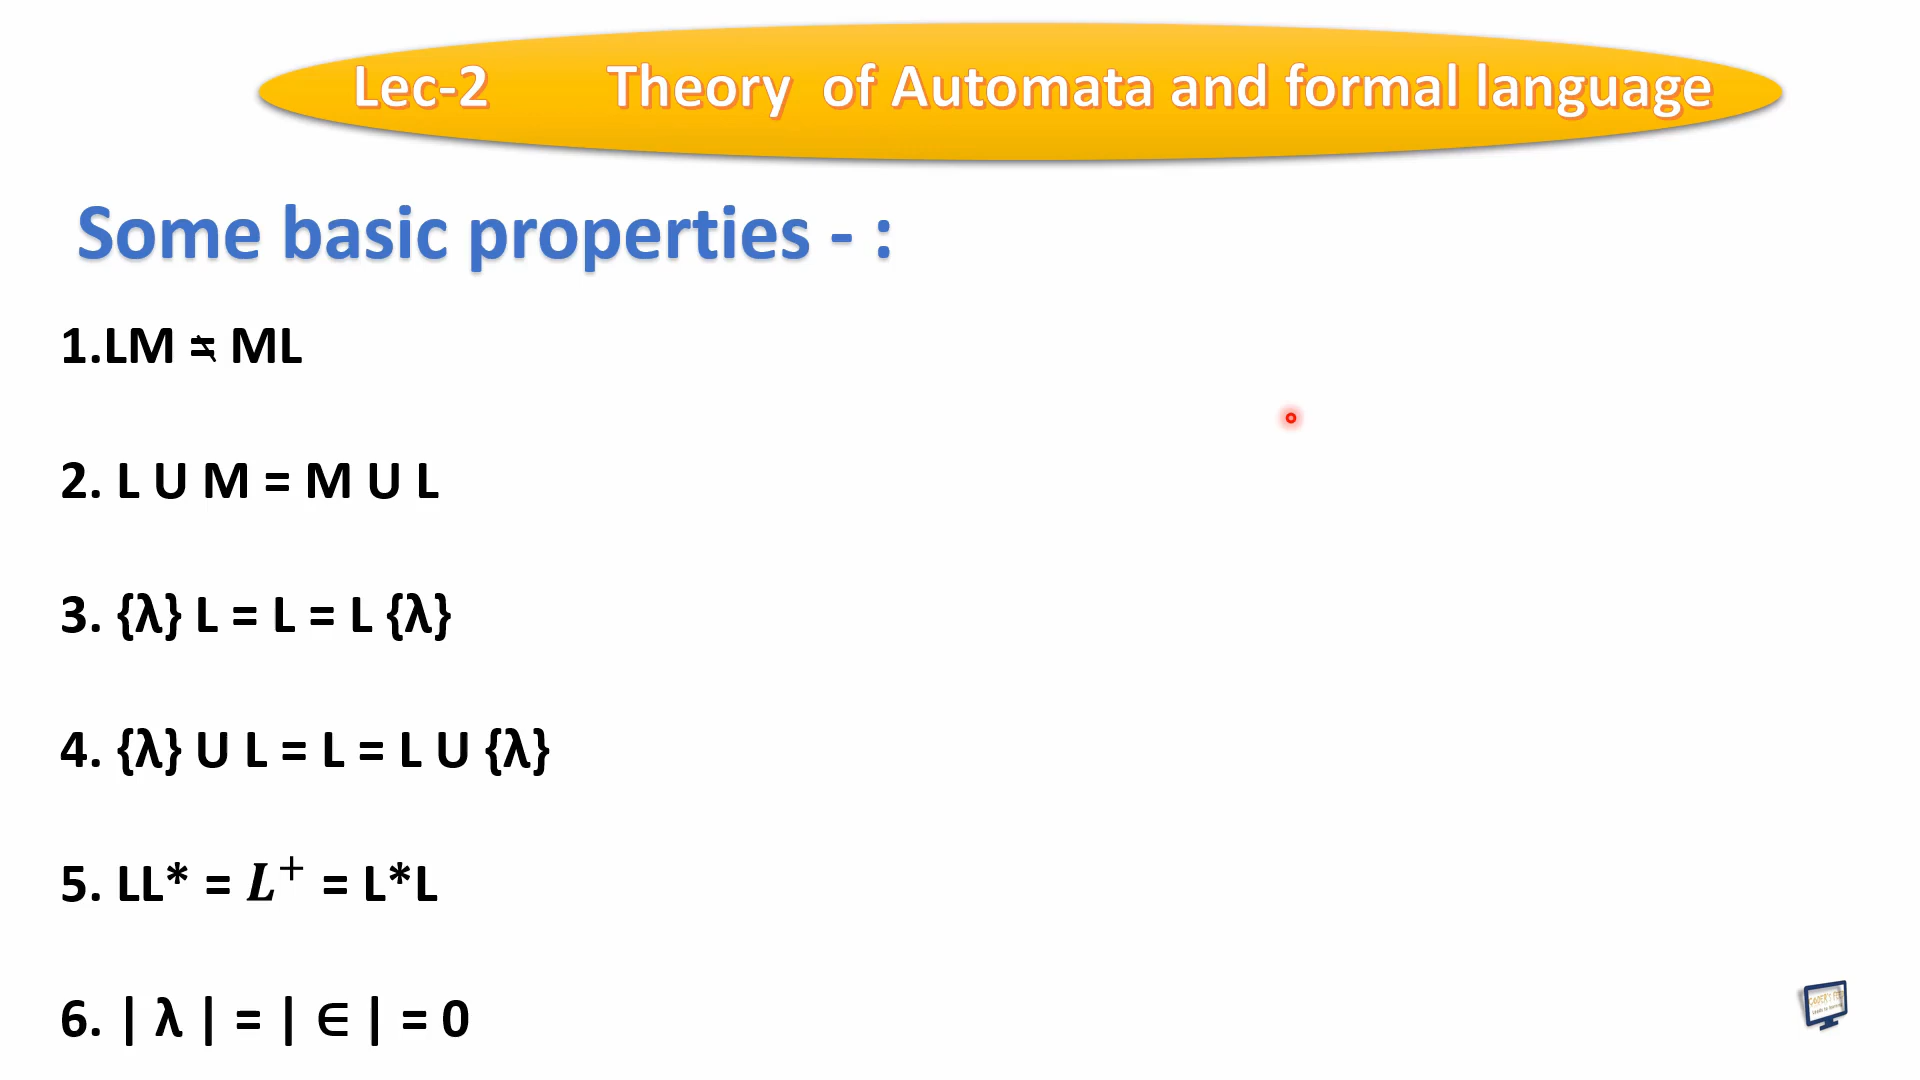 Lec-2 Theory of Automata and formal language
Some basic properties - :
1.LM ≠ ML
2. L U M = M U L
3. {λ} L = L = L {λ}
4. {λ} U L = L = L U {λ}
5. LL* = L⁺ = L*L
6. | λ | = | ∈ | = 0